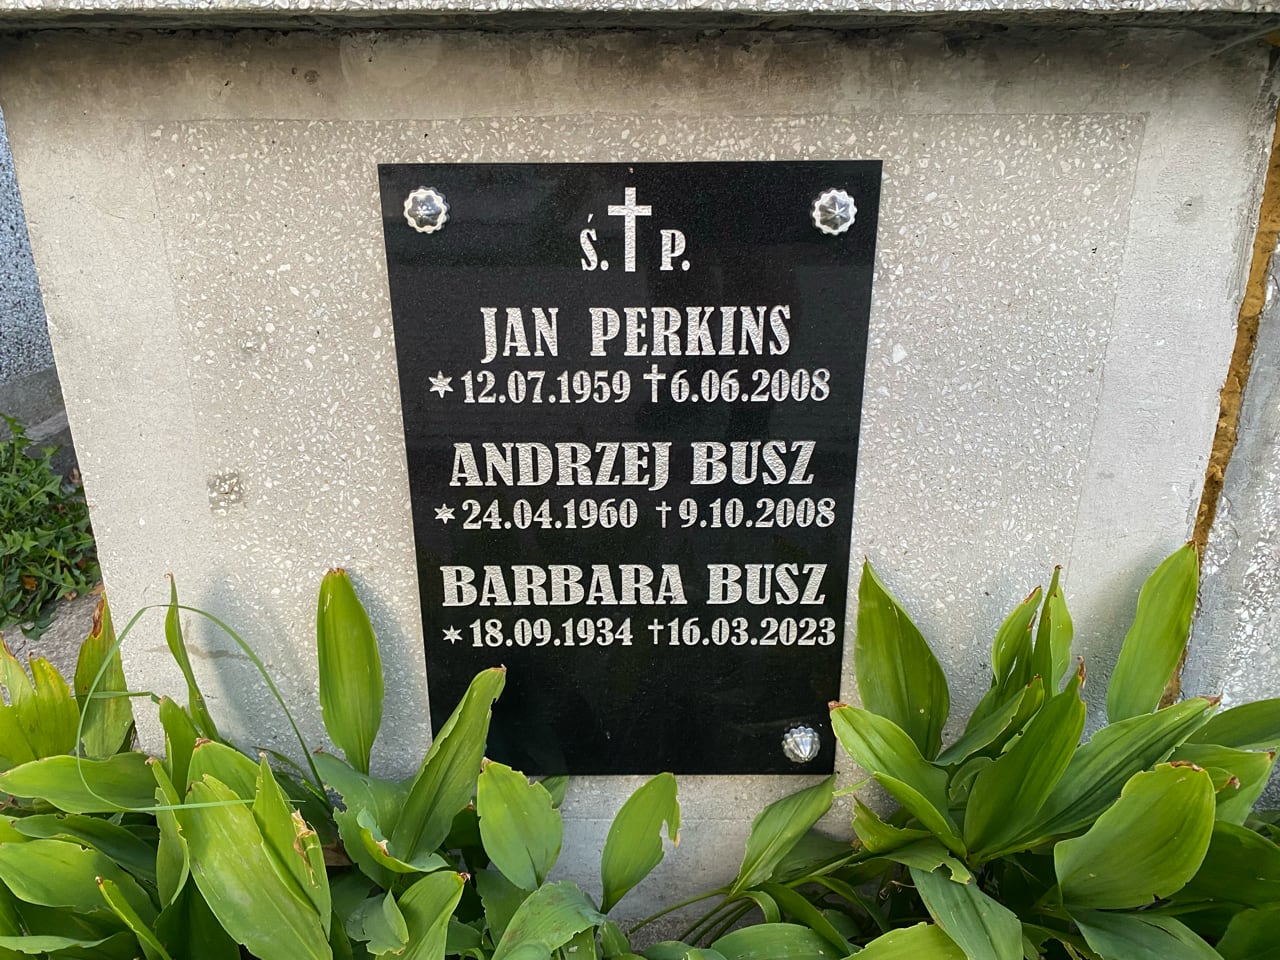 Ś.†P.
JAN PERKINS
*12.07.1959 †6.06.2008
ANDRZEJ BUSZ
*24.04.1960 †9.10.2008
BARBARA BUSZ
*18.09.1934 †16.03.2023